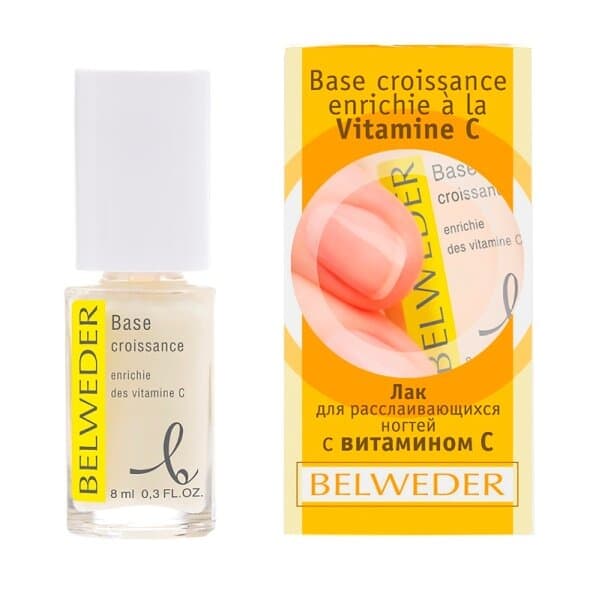 BELWEDER
Base
croissance
enrichie
des vitamine C
8 ml 0,3 FL.OZ.
Base croissance
enrichie à la
Vitamine C
BELWEDER
Base
croissan
enrichie
des vitamine C
Лак
для расслаивающихся
ногтей
с витамином С
BELWEDER